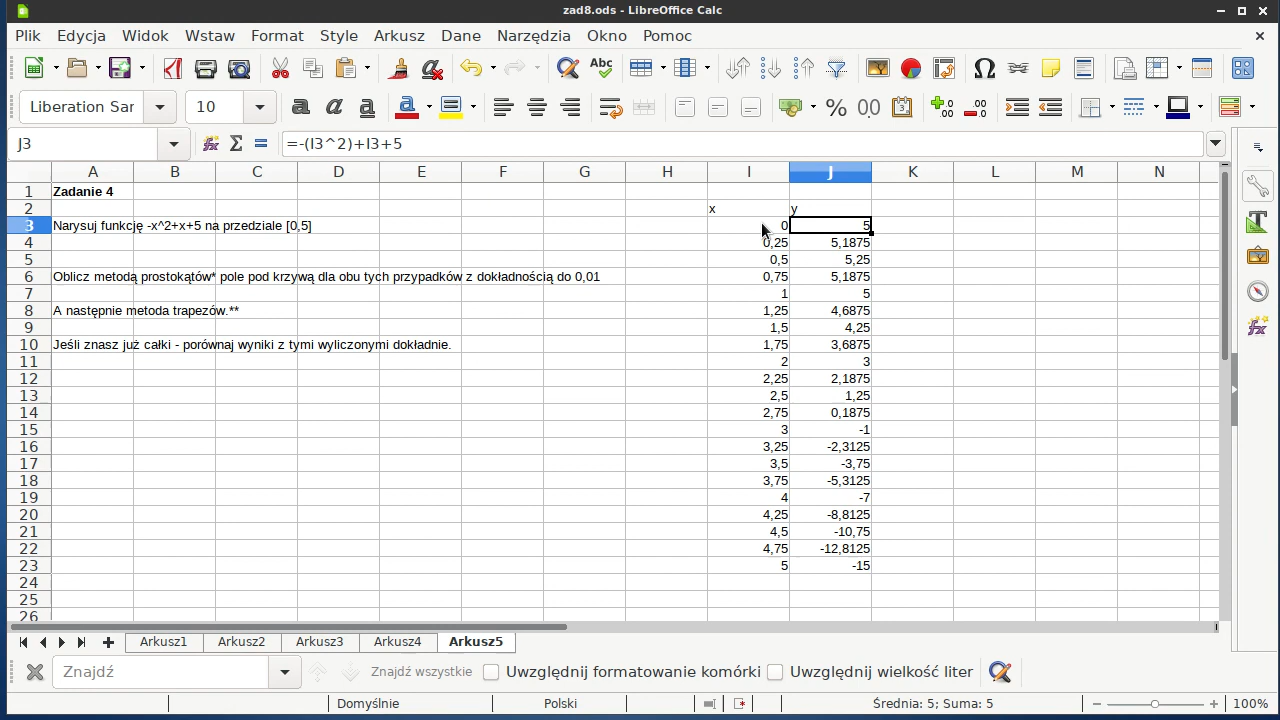 zad8.ods - LibreOffice Calc
Plik Edycja Widok Wstaw Format Style Arkusz Dane Narzędzia Okno Pomoc
Liberation Sar 10
J3 =-(I3^2)+I3+5
A B C D E F G H I J K L M N
1 Zadanie 4
2 x y
3 Narysuj funkcję -x^2+x+5 na przedziale [0,5] 0 5
4 0,25 5,1875
5 0,5 5,25
6 Oblicz metodą prostokątów* pole pod krzywą dla obu tych przypadków z dokładnością do 0,01 0,75 5,1875
7 1 5
8 A następnie metoda trapezów.** 1,25 4,6875
9 1,5 4,25
10 Jeśli znasz już całki - porównaj wyniki z tymi wyliczonymi dokładnie. 1,75 3,6875
11 2 3
12 2,25 2,1875
13 2,5 1,25
14 2,75 0,1875
15 3 -1
16 3,25 -2,3125
17 3,5 -3,75
18 3,75 -5,3125
19 4 -7
20 4,25 -8,8125
21 4,5 -10,75
22 4,75 -12,8125
23 5 -15
24
25
26
Arkusz1 Arkusz2 Arkusz3 Arkusz4 Arkusz5
Znajdź Znajdź wszystkie Uwzględnij formatowanie komórki Uwzględnij wielkość liter
Domyślnie Polski Średnia: 5; Suma: 5 100%